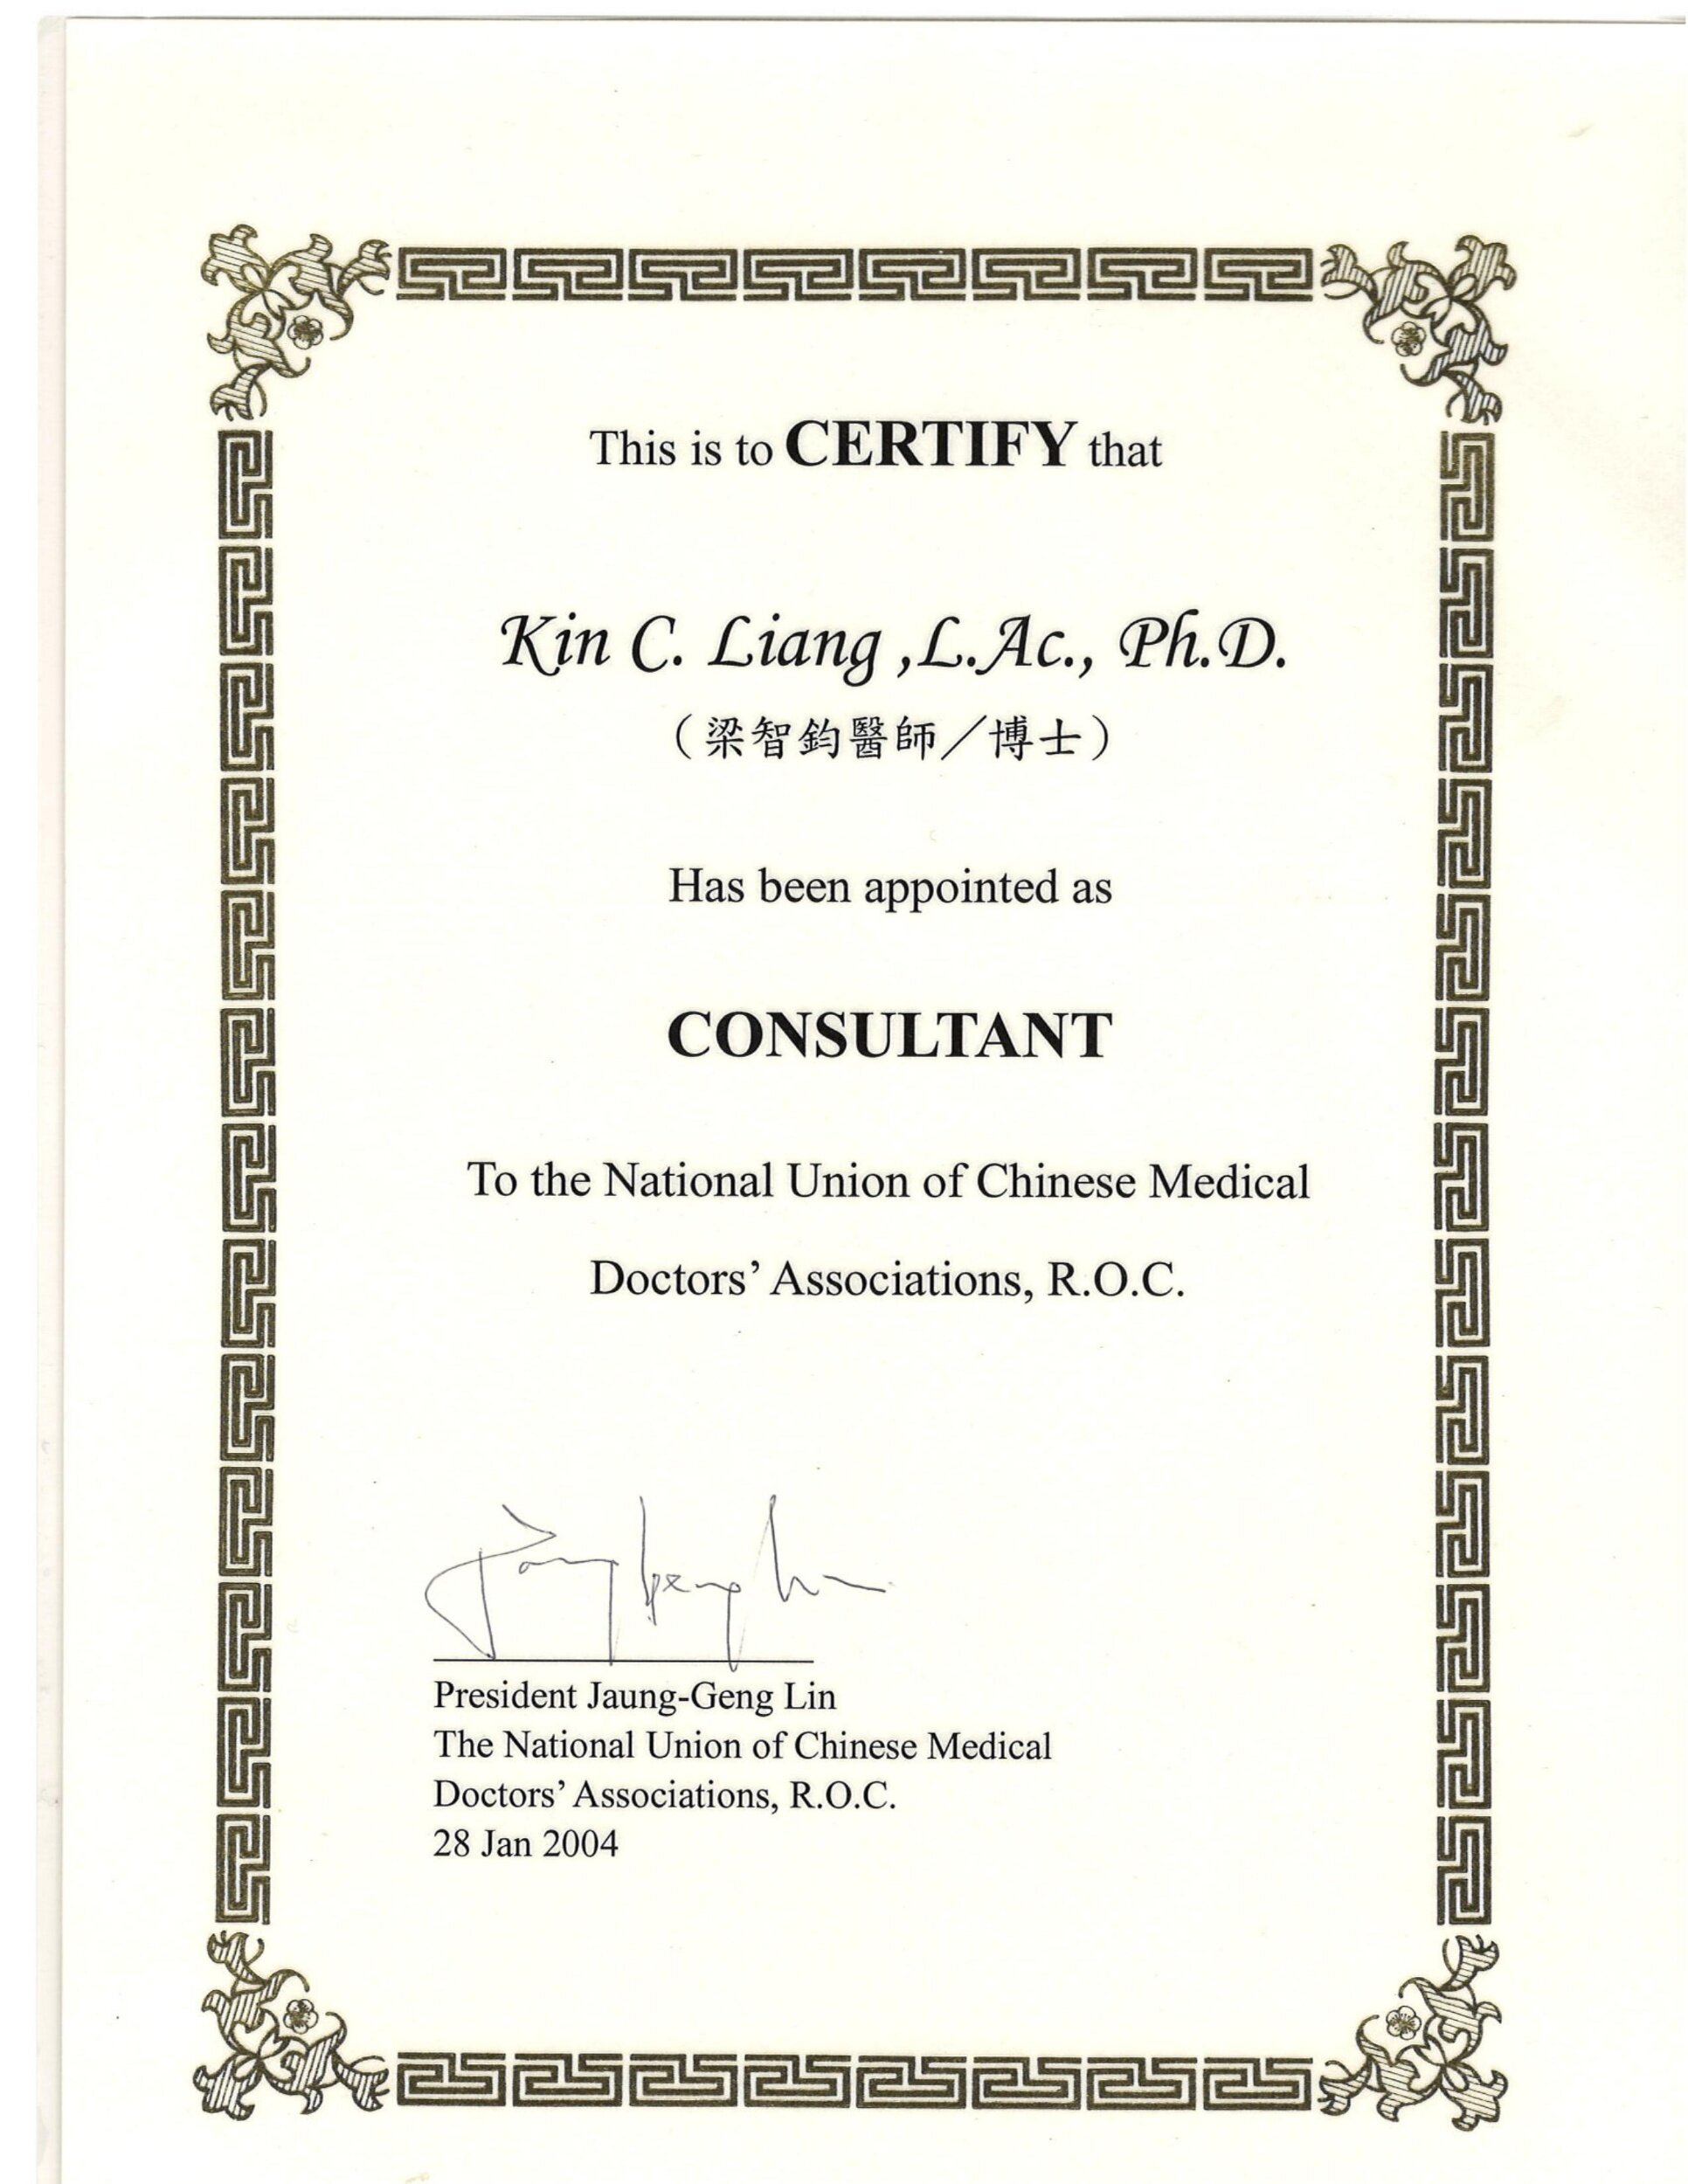 This is to CERTIFY that
Kin C. Liang ,L.Ac., Ph.D.
（梁智鈞醫師／博士）
Has been appointed as
CONSULTANT
To the National Union of Chinese Medical
Doctors’ Associations, R.O.C.
President Jaung-Geng Lin
The National Union of Chinese Medical
Doctors’ Associations, R.O.C.
28 Jan 2004